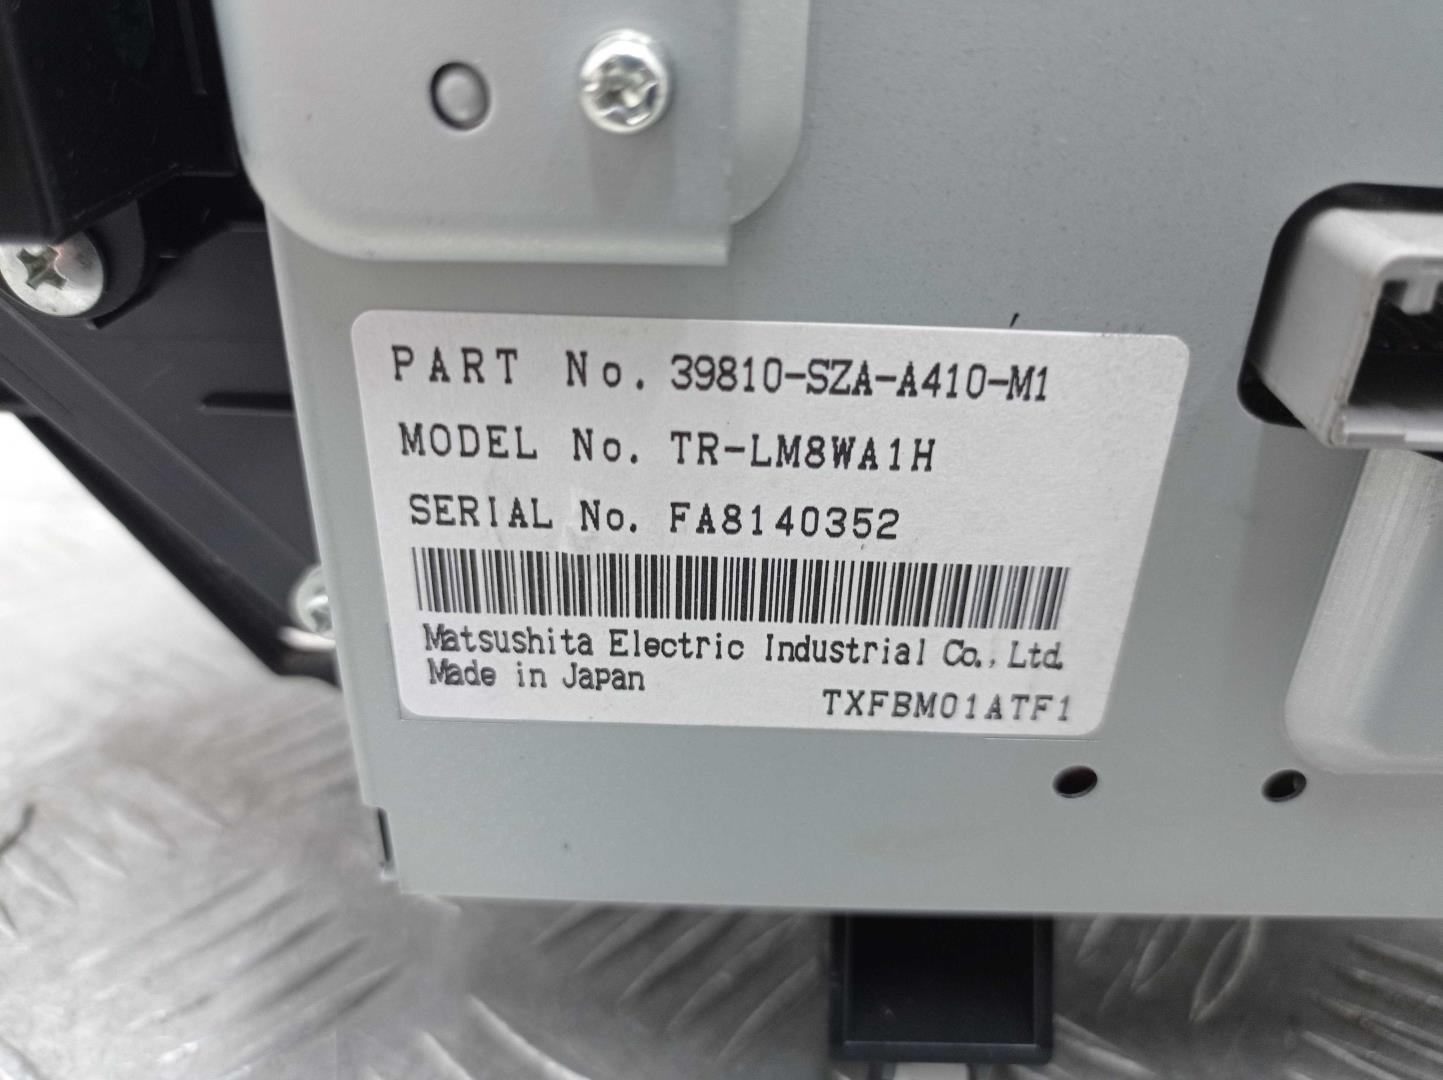 PART No. 39810-SZA-A410-M1
MODEL No. TR-LM8WA1H
SERIAL No. FA8140352
Matsushita Electric Industrial Co., Ltd.
Made in Japan
TXFBM01ATF1